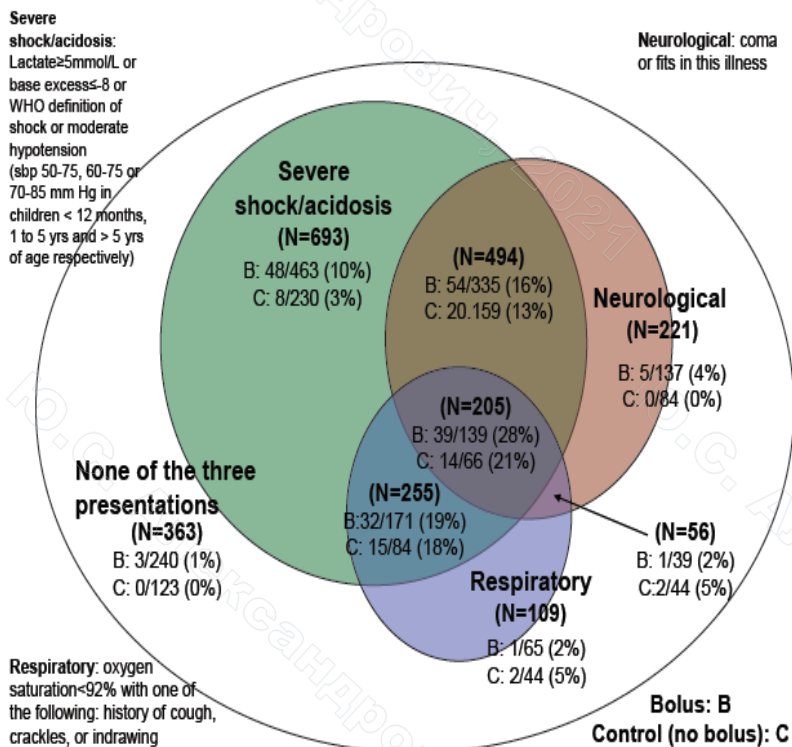 Severe
shock/acidosis:
Lactate≥5mmol/L or
base excess≤-8 or
WHO definition of
shock or moderate
hypotension
(sbp 50-75, 60-75 or
70-85 mm Hg in
children < 12 months,
1 to 5 yrs and > 5 yrs
of age respectively)
Neurological: coma
or fits in this illness
Severe
shock/acidosis
(N=693)
B: 48/463 (10%)
C: 8/230 (3%)
(N=494)
B: 54/335 (16%)
C: 20.159 (13%)
Neurological
(N=221)
B: 5/137 (4%)
C: 0/84 (0%)
(N=205)
B: 39/139 (28%)
C: 14/66 (21%)
(N=255)
B:32/171 (19%)
C: 15/84 (18%)
None of the three
presentations
(N=363)
B: 3/240 (1%)
C: 0/123 (0%)
(N=56)
B: 1/39 (2%)
C:2/44 (5%)
Respiratory
(N=109)
B: 1/65 (2%)
C: 2/44 (5%)
Respiratory: oxygen
saturation<92% with one of
the following: history of cough,
crackles, or indrawing
Bolus: B
Control (no bolus): C
2021
Ю.С.
Ю.С.